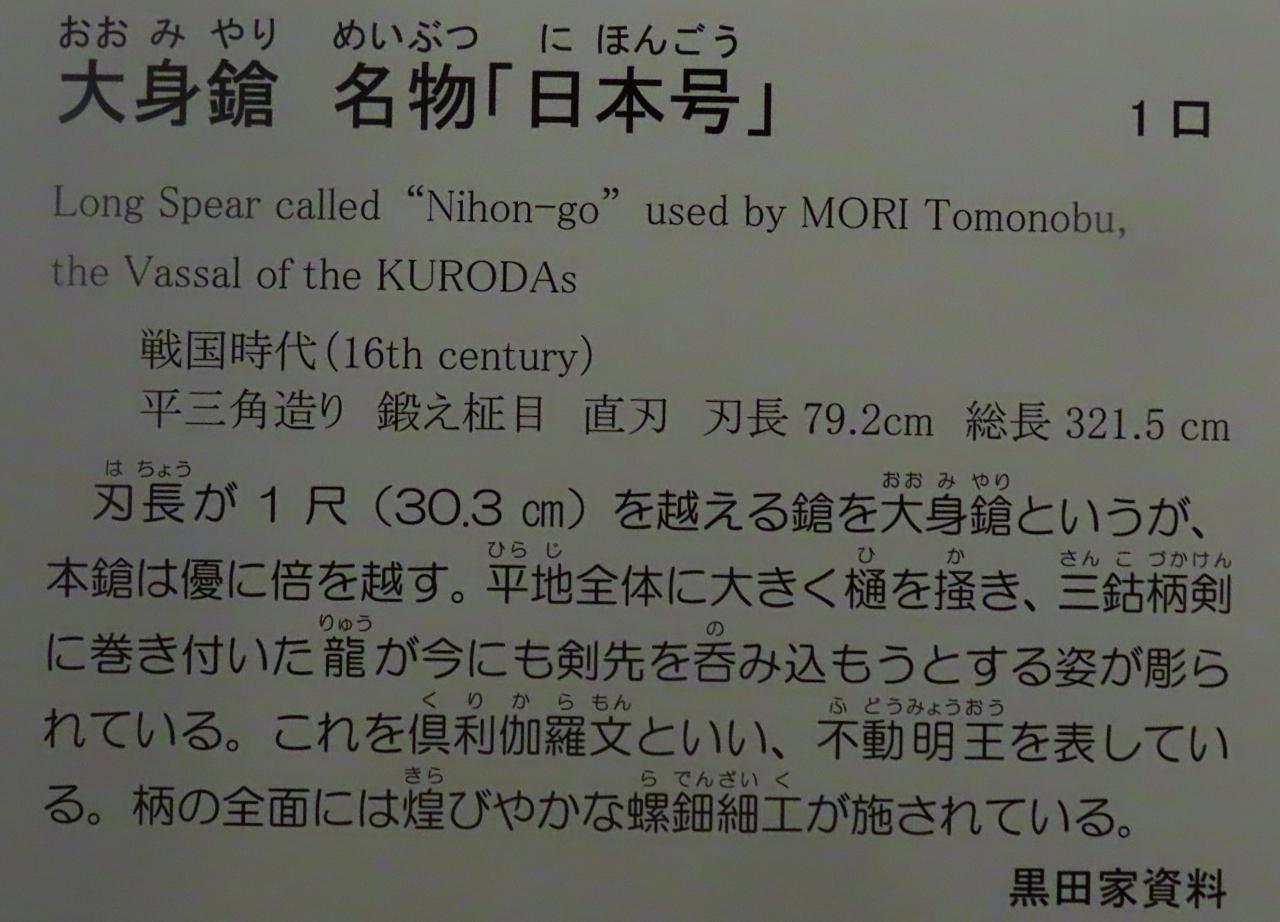 おおみやり めいぶつ にほんごう
大身鎗 名物「日本号」 1口
Long Spear called “Nihon-go” used by MORI Tomonobu,
the Vassal of the KURODAs
戦国時代(16th century)
平三角造り 鍛え柾目 直刃 刃長 79.2cm 総長 321.5 cm
は ちょう おお み やり
刃長が 1 尺（30.3 ㎝）を越える鎗を大身鎗というが、
ひら じ ひ か さん こ づかけん
本鎗は優に倍を越す。平地全体に大きく樋を掻き、三鈷柄剣
りゅう の
に巻き付いた龍が今にも剣先を呑み込もうとする姿が彫ら
く り か ら もん ふ どうみょうおう
れている。これを倶利伽羅文といい、不動明王を表してい
きら ら でんざい く
る。柄の全面には煌びやかな螺鈿細工が施されている。
黒田家資料